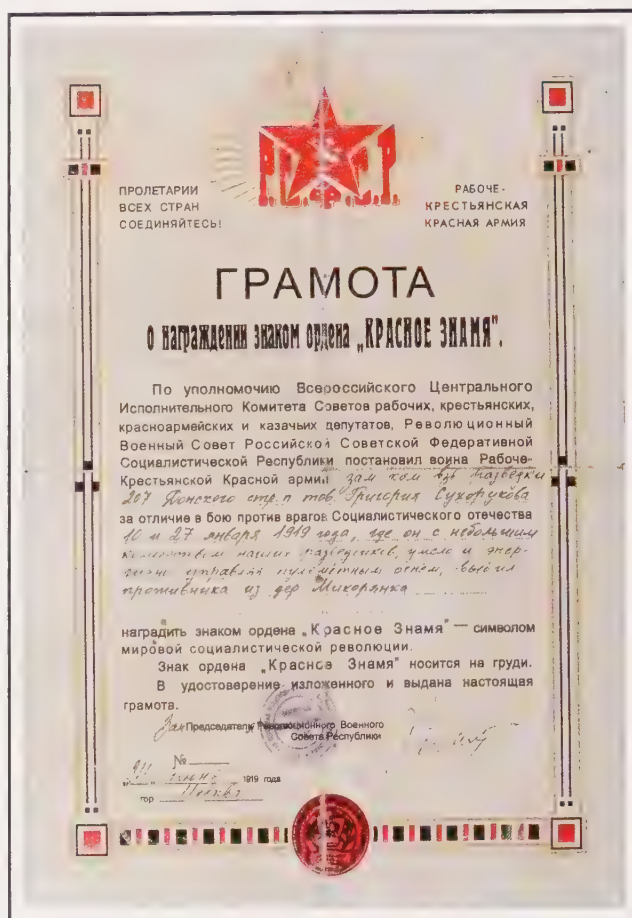 Р.С.Ф.С.Р.
ПРОЛЕТАРИИ
ВСЕХ СТРАН
СОЕДИНЯЙТЕСЬ!
РАБОЧЕ-
КРЕСТЬЯНСКАЯ
КРАСНАЯ АРМИЯ
ГРАМОТА
о награждении знаком ордена „КРАСНОЕ ЗНАМЯ".
По уполномочию Всероссийского Центрального
Исполнительного Комитета Советов рабочих, крестьянских,
красноармейских и казачьих депутатов, Революционный
Военный Совет Российской Советской Федеративной
Социалистической Республики постановил воина Рабоче-
Крестьянской Красной армии зам ком взв разведки
207 Донского стр. п тов. Григория Сухорукова
за отличие в бою против врагов Социалистического отечества
10 и 27 января 1919 года, где он с небольшим
количеством наших разведчиков, умело и энер-
гично управляя пулеметным огнем, выбил
противника из дер Микорянка
наградить знаком ордена „Красное Знамя" — символом
мировой социалистической революции.
Знак ордена „Красное Знамя" носится на груди.
В удостоверение изложенного и выдана настоящая
грамота.
Зам Председатель Революционного Военного
Совета Республики
№
1919 года
гор Москва